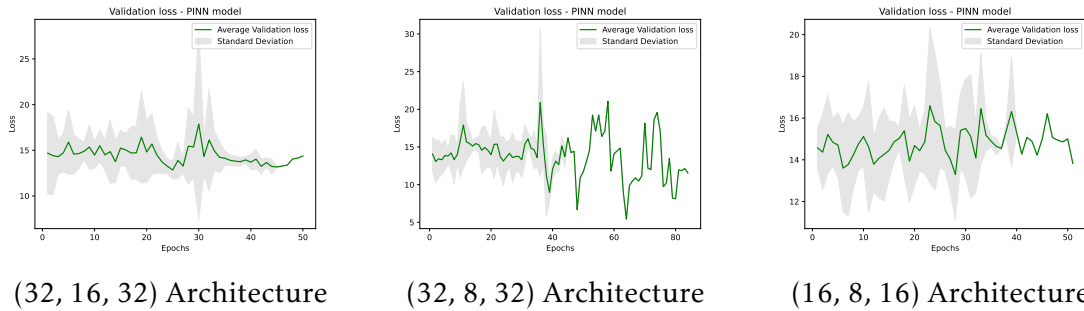 Validation loss - PINN model
Average Validation loss
Standard Deviation
25
20
15
10
Loss
0
10
20
30
40
50
Epochs
(32, 16, 32) Architecture
Validation loss - PINN model
Average Validation loss
Standard Deviation
30
25
20
15
10
5
Loss
0
20
40
60
80
Epochs
(32, 8, 32) Architecture
Validation loss - PINN model
Average Validation loss
Standard Deviation
20
18
16
14
12
Loss
0
10
20
30
40
50
Epochs
(16, 8, 16) Architecture